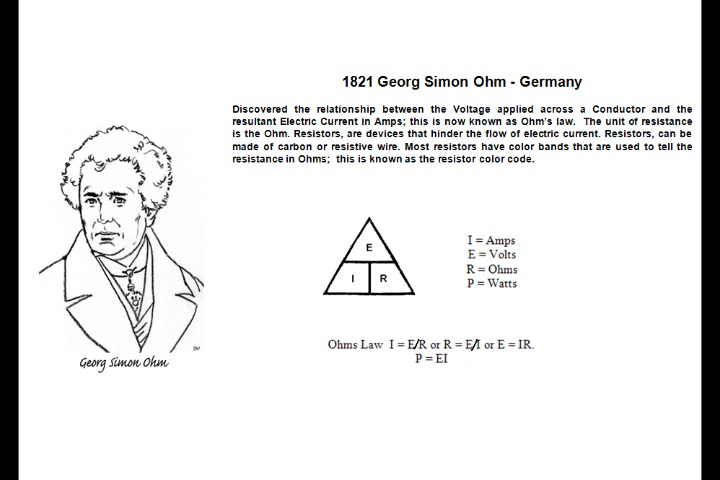 1821 Georg Simon Ohm - Germany
Discovered the relationship between the Voltage applied across a Conductor and the
resultant Electric Current in Amps; this is now known as Ohm's law. The unit of resistance
is the Ohm. Resistors, are devices that hinder the flow of electric current. Resistors, can be
made of carbon or resistive wire. Most resistors have color bands that are used to tell the
resistance in Ohms; this is known as the resistor color code.
E
I R
I = Amps
E = Volts
R = Ohms
P = Watts
Ohms Law I = E/R or R = E/I or E = IR.
P = EI
Georg Simon Ohm